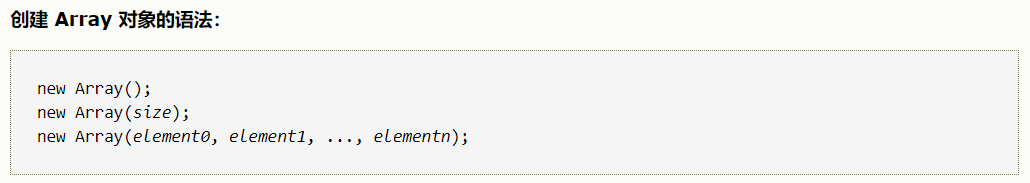 创建 Array 对象的语法：
new Array();
new Array(size);
new Array(element0, element1, ..., elementn);